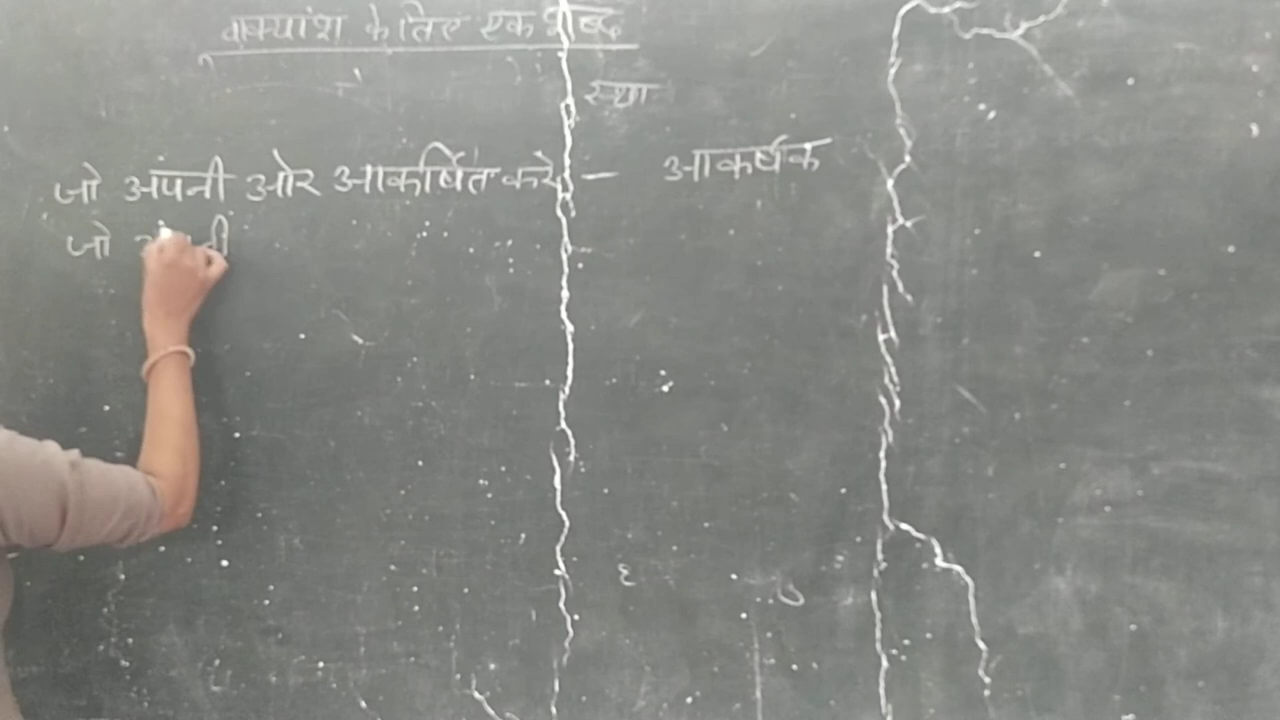 वाक्यांश के लिए एक शब्द
स्था
जो अपनी ओर आकर्षित करे - आकर्षक
जो